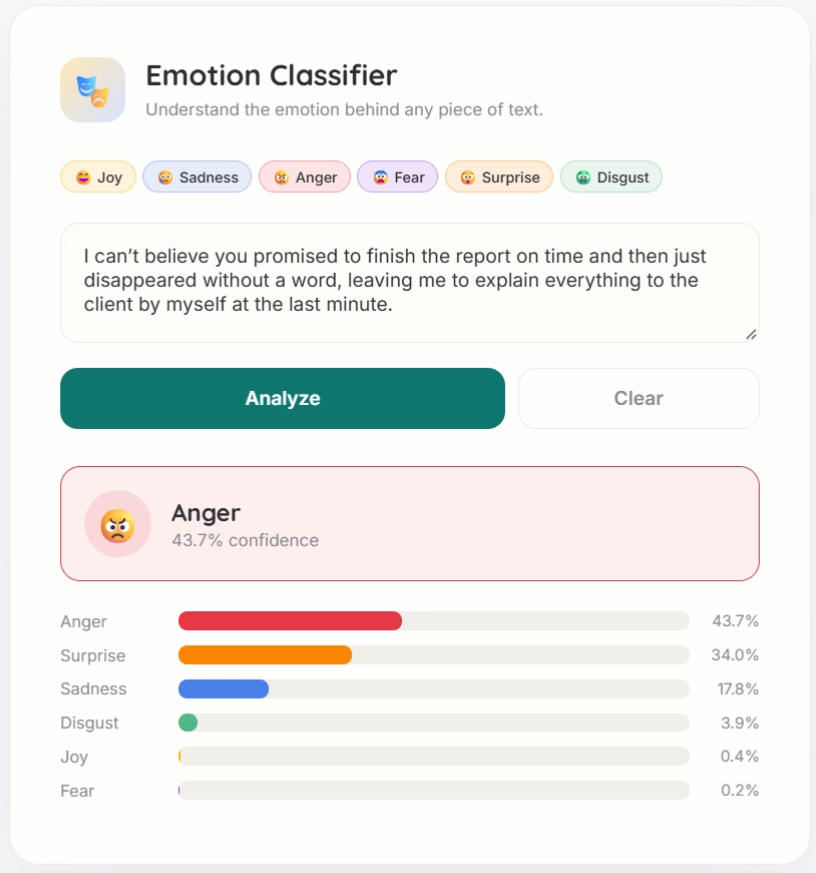 Emotion Classifier
Understand the emotion behind any piece of text.
Joy Sadness Anger Fear Surprise Disgust
I can’t believe you promised to finish the report on time and then just
disappeared without a word, leaving me to explain everything to the
client by myself at the last minute.
Analyze Clear
Anger
43.7% confidence
Anger 43.7%
Surprise 34.0%
Sadness 17.8%
Disgust 3.9%
Joy 0.4%
Fear 0.2%